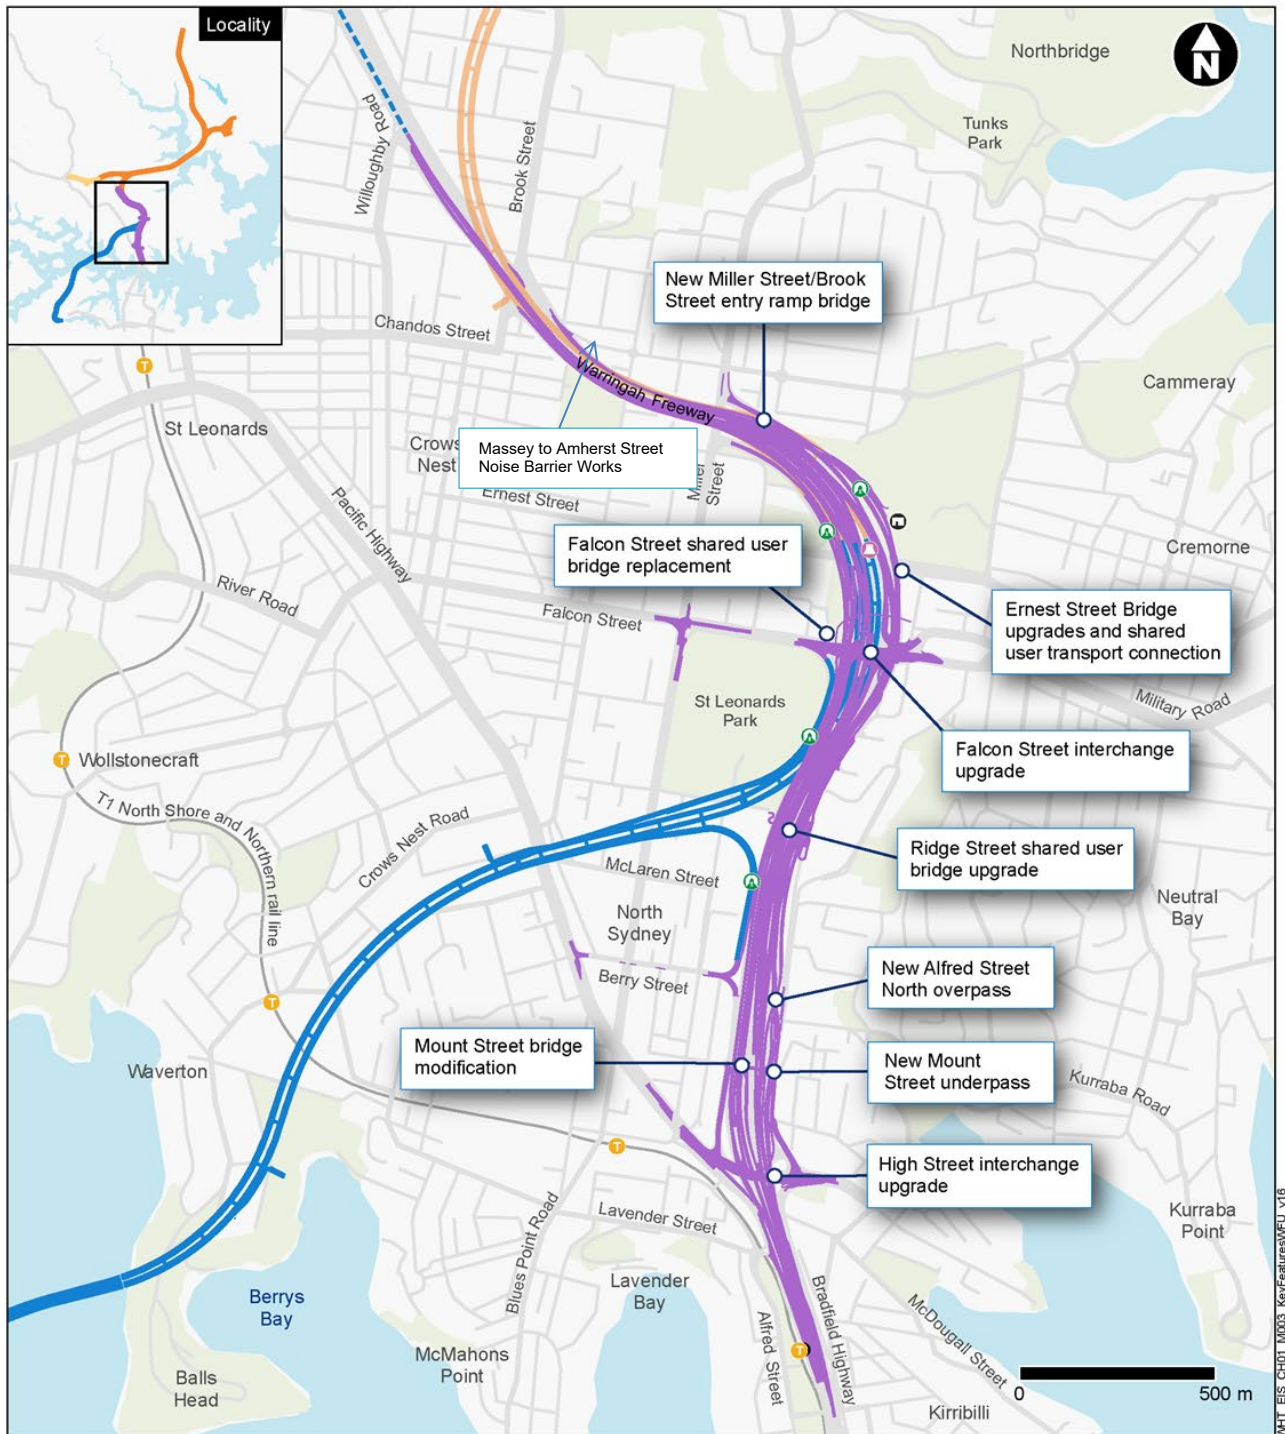 Locality
N
Northbridge
Tunks
Park
Willoughby Road
Brook Street
New Miller Street/Brook
Street entry ramp bridge
Chandos Street
Warringah Freeway
Cammeray
T
St Leonards
Crows
Nest
Massey to Amherst Street
Noise Barrier Works
Miller
Street
Ernest Street
Pacific Highway
Falcon Street shared user
bridge replacement
Cremorne
River Road
Falcon Street
Ernest Street Bridge
upgrades and shared
user transport connection
St Leonards
Park
Military Road
Falcon Street interchange
upgrade
T
Wollstonecraft
T1 North Shore and Northern rail line
Crows Nest Road
McLaren Street
Ridge Street shared user
bridge upgrade
North
Sydney
Neutral
Bay
Berry Street
New Alfred Street
North overpass
T
Mount Street bridge
modification
New Mount
Street underpass
Waverton
Kurraba Road
T
High Street interchange
upgrade
Kurraba
Point
Lavender Street
Blues Point Road
Lavender
Bay
Berrys
Bay
Alfred Street
Bradfield Highway
McDougall Street
T
McMahons
Point
Balls
Head
0 500 m
Kirribilli
WHT_EIS_CH01_M003_KeyFeaturesWFU_v16